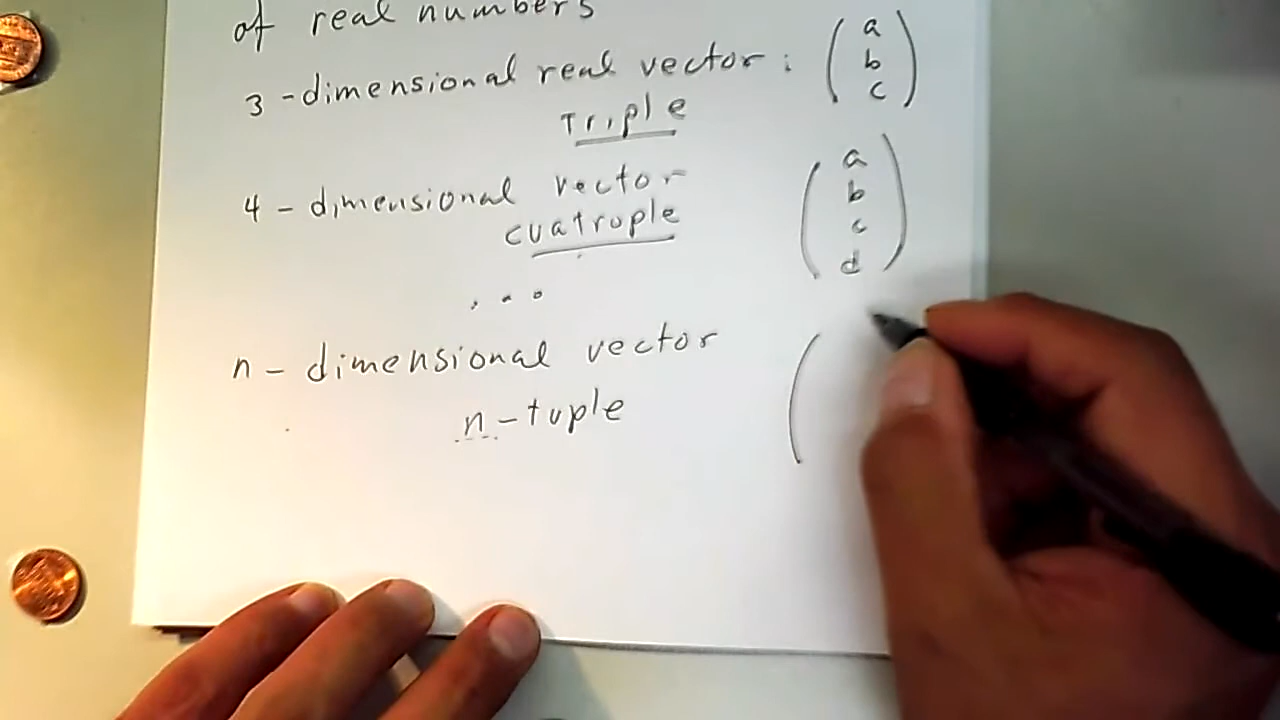 of real numbers
3-dimensional real vector: ( a
b
c )
Triple
4-dimensional vector ( a
b
c
d )
cuatruple
...
n-dimensional vector (
n-tuple